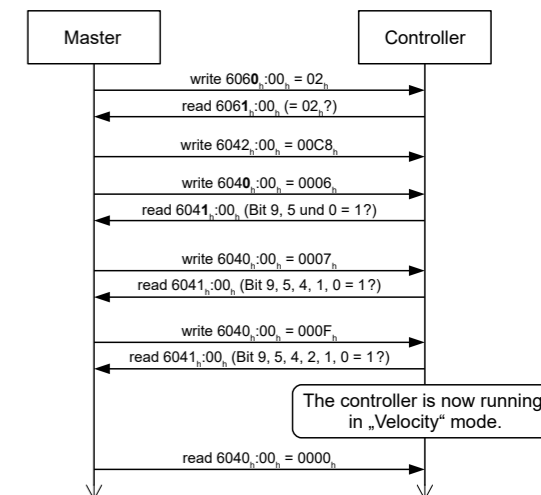 Master
Controller
write 6060h:00h = 02h
read 6061h:00h (= 02h?)
write 6042h:00h = 00C8h
write 6040h:00h = 0006h
read 6041h:00h (Bit 9, 5 und 0 = 1?)
write 6040h:00h = 0007h
read 6041h:00h (Bit 9, 5, 4, 1, 0 = 1?)
write 6040h:00h = 000Fh
read 6041h:00h (Bit 9, 5, 4, 2, 1, 0 = 1?)
The controller is now running
in „Velocity“ mode.
read 6040h:00h = 0000h